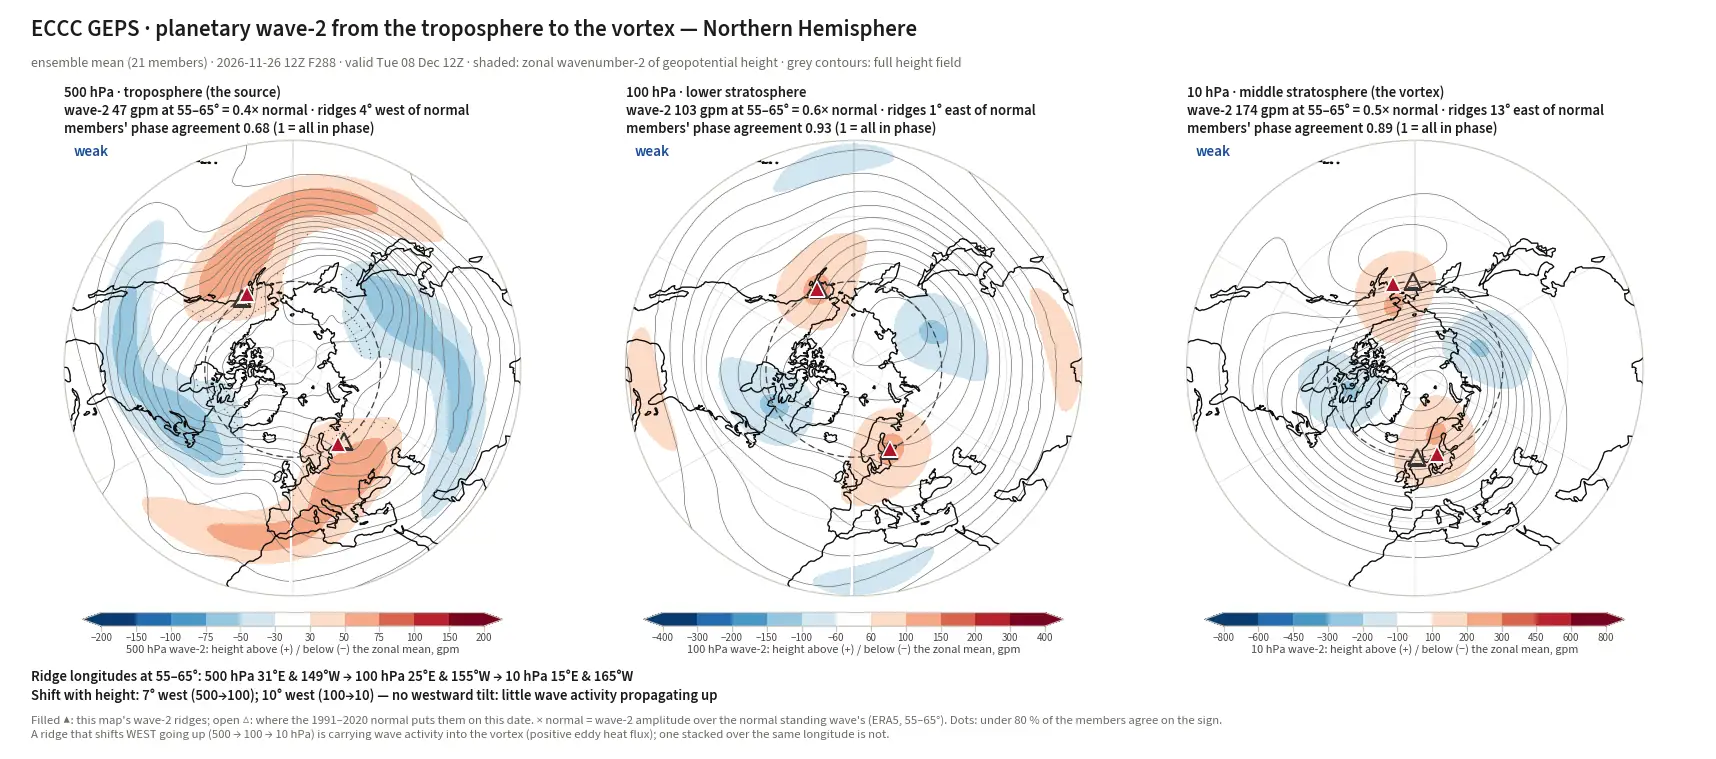 ECCC GEPS · planetary wave-2 from the troposphere to the vortex — Northern Hemisphere
ensemble mean (21 members) · 2026-11-26 12Z F288 · valid Tue 08 Dec 12Z · shaded: zonal wavenumber-2 of geopotential height · grey contours: full height field
500 hPa · troposphere (the source)
wave-2 47 gpm at 55–65° = 0.4× normal · ridges 4° west of normal
members' phase agreement 0.68 (1 = all in phase)
weak
100 hPa · lower stratosphere
wave-2 103 gpm at 55–65° = 0.6× normal · ridges 1° east of normal
members' phase agreement 0.93 (1 = all in phase)
weak
10 hPa · middle stratosphere (the vortex)
wave-2 174 gpm at 55–65° = 0.5× normal · ridges 13° east of normal
members' phase agreement 0.89 (1 = all in phase)
weak
−200 −150 −100 −75 −50 −30 30 50 75 100 150 200
500 hPa wave-2: height above (+) / below (−) the zonal mean, gpm
−400 −300 −200 −150 −100 −60 60 100 150 200 300 400
100 hPa wave-2: height above (+) / below (−) the zonal mean, gpm
−800 −600 −450 −300 −200 −100 100 200 300 450 600 800
10 hPa wave-2: height above (+) / below (−) the zonal mean, gpm
Ridge longitudes at 55–65°: 500 hPa 31°E & 149°W → 100 hPa 25°E & 155°W → 10 hPa 15°E & 165°W
Shift with height: 7° west (500→100); 10° west (100→10) — no westward tilt: little wave activity propagating up
Filled ▲: this map's wave-2 ridges; open △: where the 1991–2020 normal puts them on this date. × normal = wave-2 amplitude over the normal standing wave's (ERA5, 55–65°). Dots: under 80 % of the members agree on the sign.
A ridge that shifts WEST going up (500 → 100 → 10 hPa) is carrying wave activity into the vortex (positive eddy heat flux); one stacked over the same longitude is not.